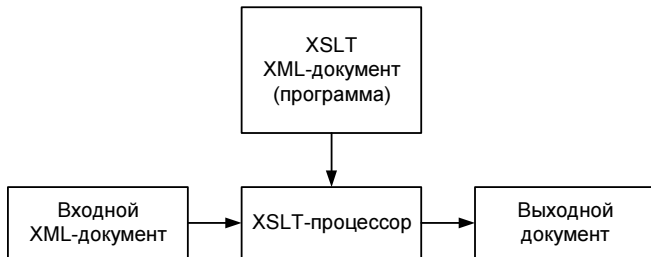 XSLT
XML-документ
(программа)
Входной
XML-документ
XSLT-процессор
Выходной
документ